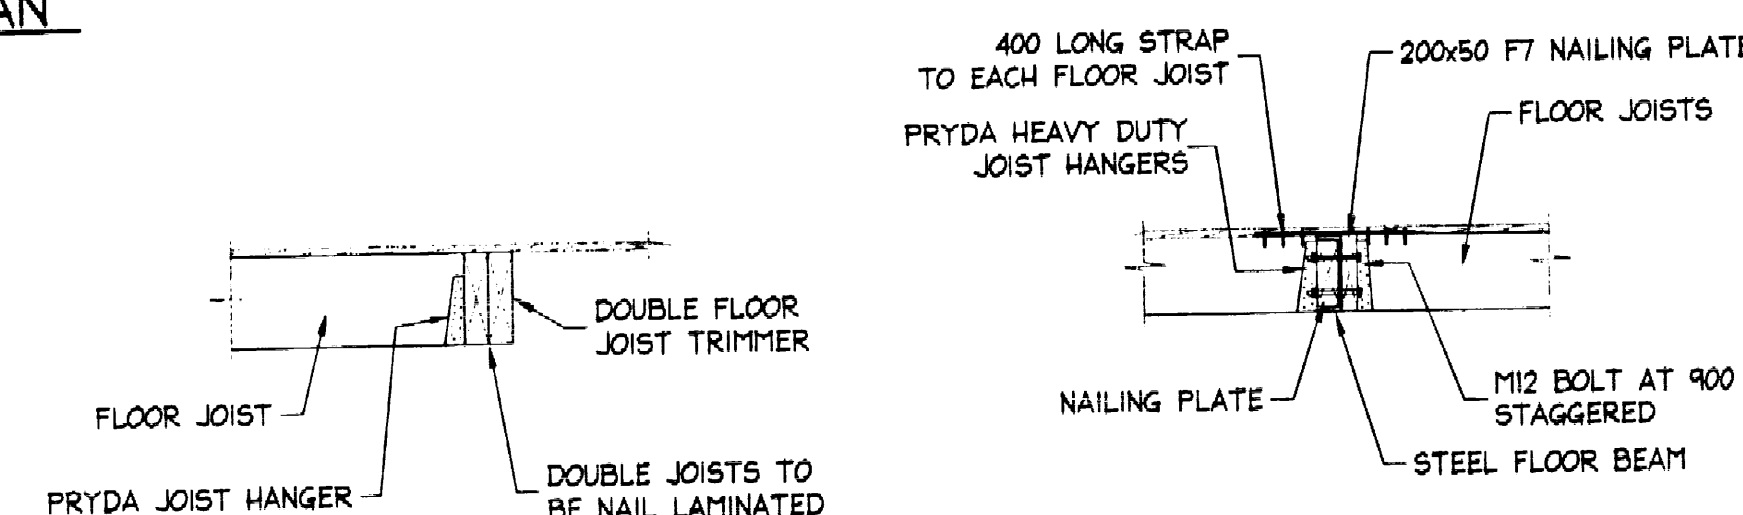 400 LONG STRAP
TO EACH FLOOR JOIST
200x50 F7 NAILING PLATE
FLOOR JOISTS
PRYDA HEAVY DUTY
JOIST HANGERS
DOUBLE FLOOR
JOIST TRIMMER
FLOOR JOIST
PRYDA JOIST HANGER
DOUBLE JOISTS TO
BE NAIL LAMINATED
NAILING PLATE
M12 BOLT AT 900
STAGGERED
STEEL FLOOR BEAM